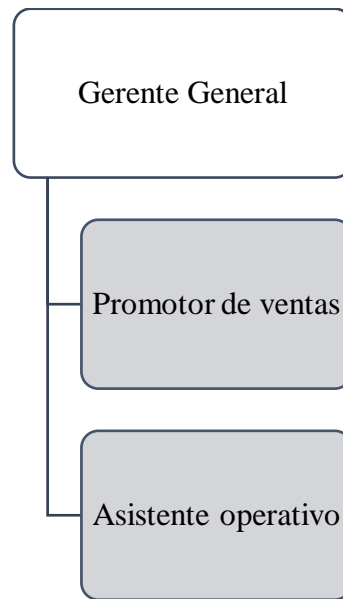 Gerente General
Promotor de ventas
Asistente operativo